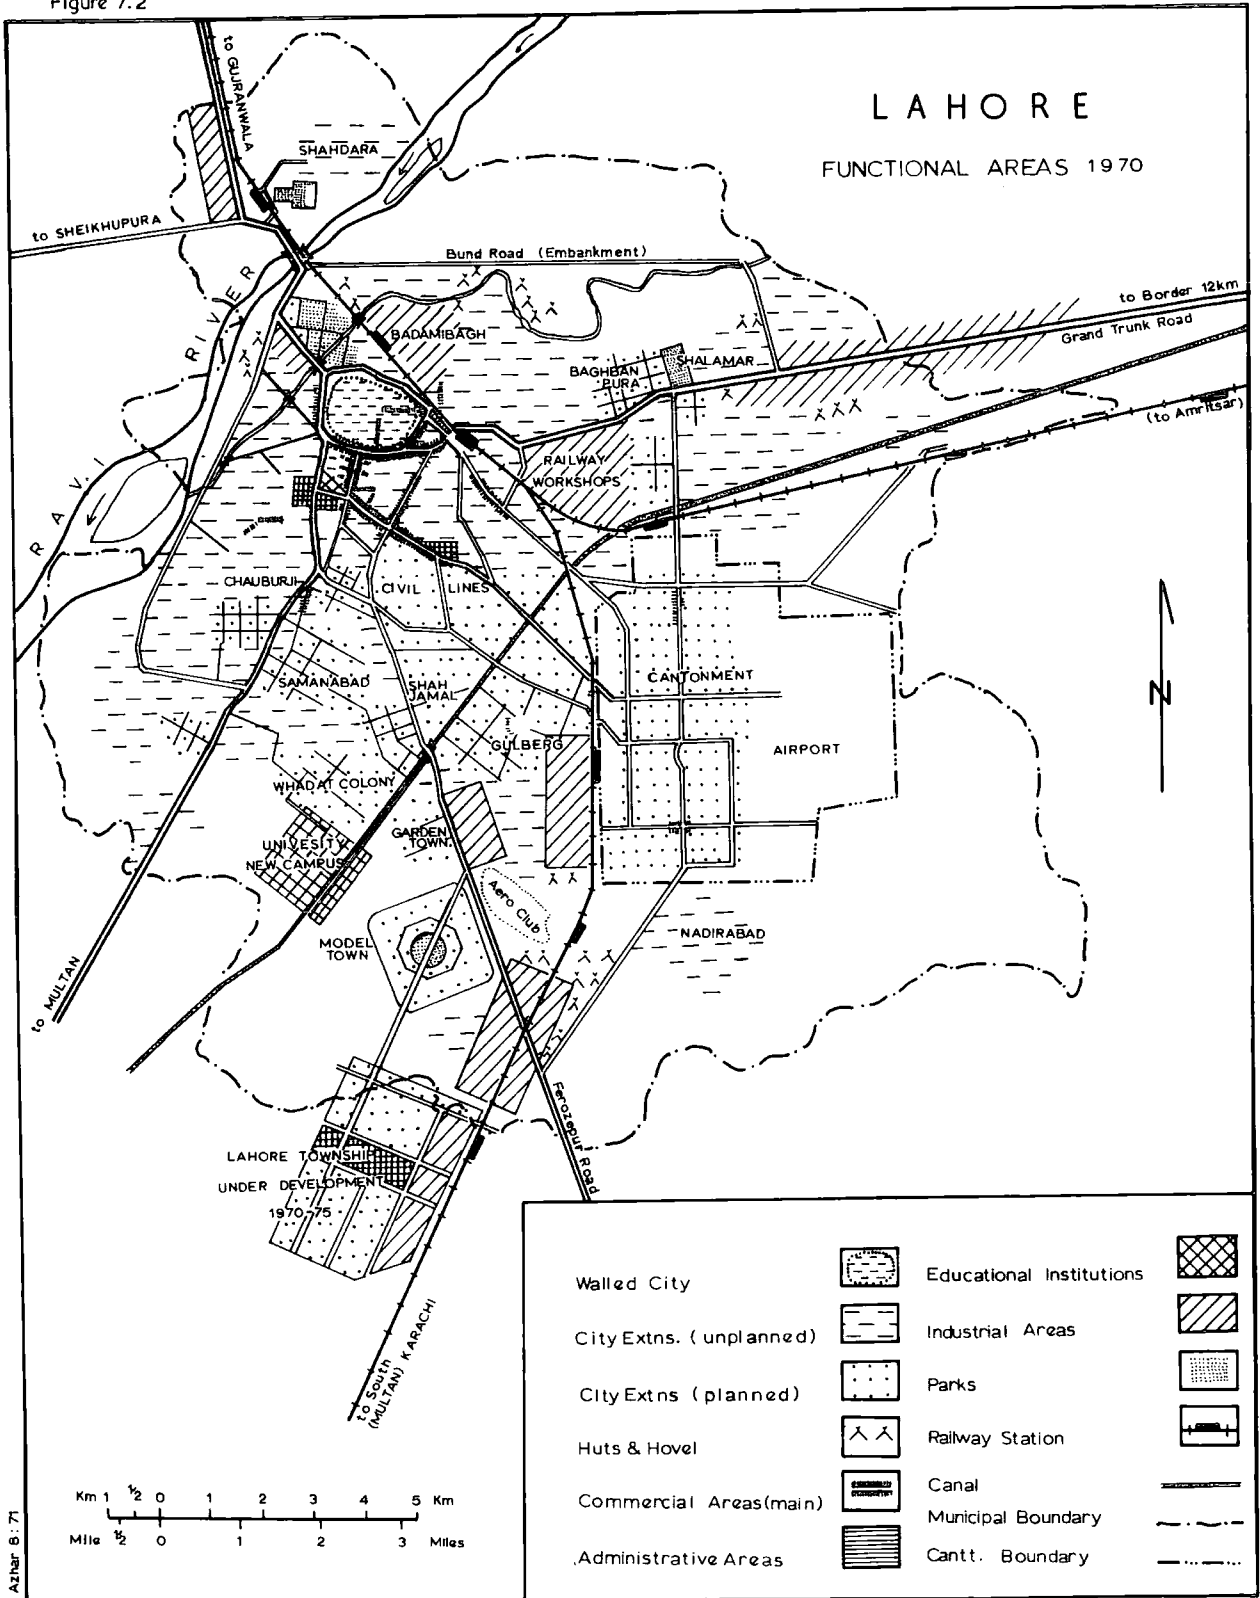 Figure 7.2
LAHORE
FUNCTIONAL AREAS 1970
to GUJRANWALA
SHAHDARA
to SHEIKHUPURA
Bund Road (Embankment)
RAVI RIVER
BADAMIBAGH
to Border 12km
Grand Trunk Road
BAGHBAN
PURA
SHALAMAR
(to Amritsar)
RAILWAY
WORKSHOPS
CHAUBURJI
CIVIL LINES
SAMANABAD
SHAH
JAMAL
CANTONMENT
GULBERG
AIRPORT
N
WHADAT COLONY
GARDEN
TOWN
UNIVESITY
NEW CAMPUS
Aero Club
MODEL
TOWN
NADIRABAD
to MULTAN
Ferozepur Road
LAHORE TOWNSHIP
UNDER DEVELOPMENT
1970-75
to South
(MULTAN) KARACHI
Walled City
City Extns. (unplanned)
City Extns (planned)
Huts & Hovel
Commercial Areas(main)
Administrative Areas
Educational Institutions
Industrial Areas
Parks
Railway Station
Canal
Municipal Boundary
Cantt. Boundary
Km 1 ½ 0 1 2 3 4 5 Km
Mile ½ 0 1 2 3 Miles
Azhar 8:71